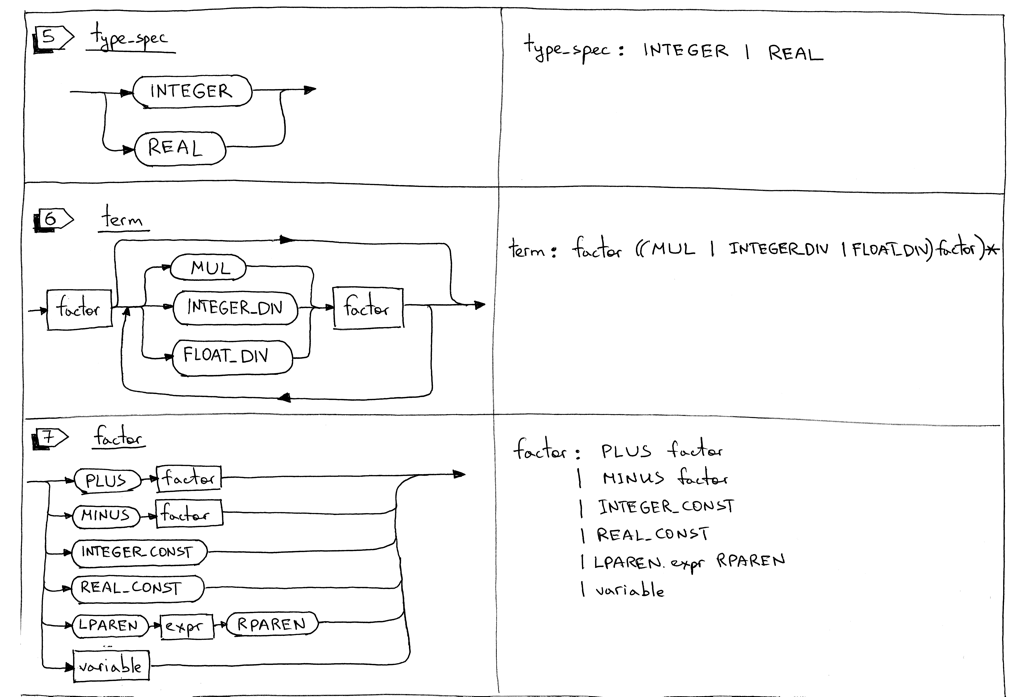 5 type_spec
INTEGER
REAL
type_spec : INTEGER | REAL
6 term
MUL
factor INTEGER_DIV factor
FLOAT_DIV
term : factor ((MUL | INTEGER_DIV | FLOAT_DIV) factor)*
7 factor
PLUS factor
MINUS factor
INTEGER_CONST
REAL_CONST
LPAREN expr RPAREN
variable
factor : PLUS factor
| MINUS factor
| INTEGER_CONST
| REAL_CONST
| LPAREN expr RPAREN
| variable